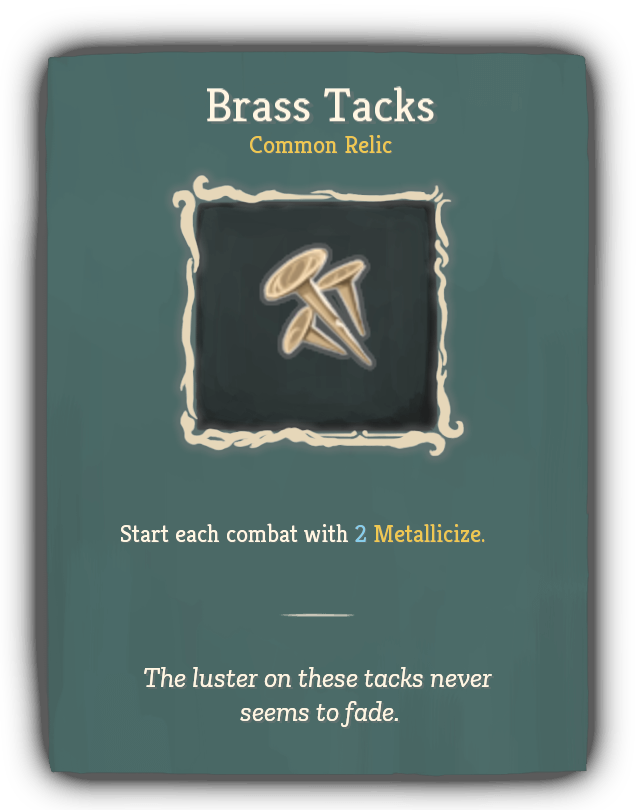 Brass Tacks
Common Relic
Start each combat with 2 Metallicize.
The luster on these tacks never
seems to fade.